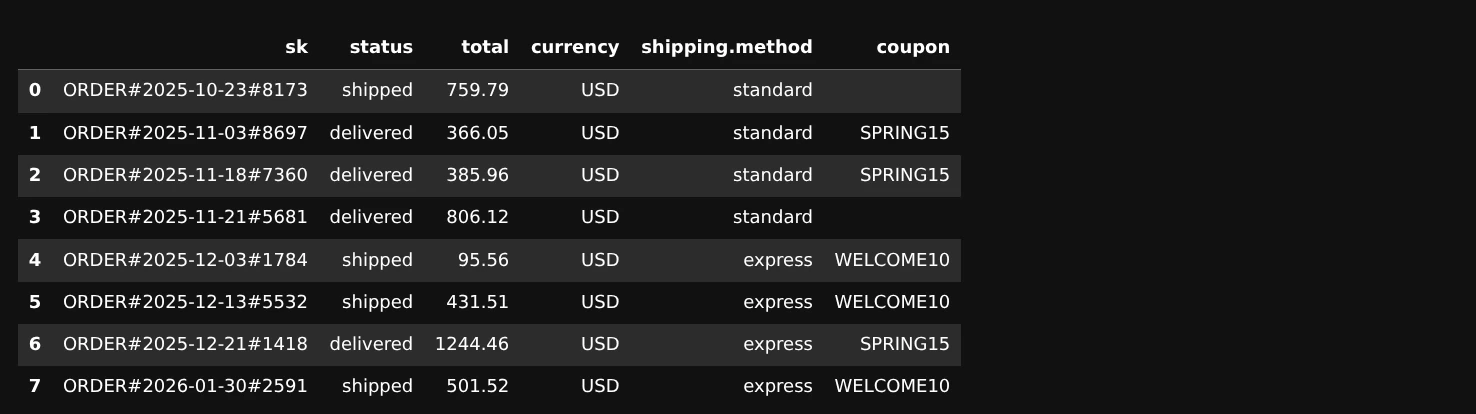 sk status total currency shipping.method coupon
0 ORDER#2025-10-23#8173 shipped 759.79 USD standard
1 ORDER#2025-11-03#8697 delivered 366.05 USD standard SPRING15
2 ORDER#2025-11-18#7360 delivered 385.96 USD standard SPRING15
3 ORDER#2025-11-21#5681 delivered 806.12 USD standard
4 ORDER#2025-12-03#1784 shipped 95.56 USD express WELCOME10
5 ORDER#2025-12-13#5532 shipped 431.51 USD express WELCOME10
6 ORDER#2025-12-21#1418 delivered 1244.46 USD express SPRING15
7 ORDER#2026-01-30#2591 shipped 501.52 USD express WELCOME10